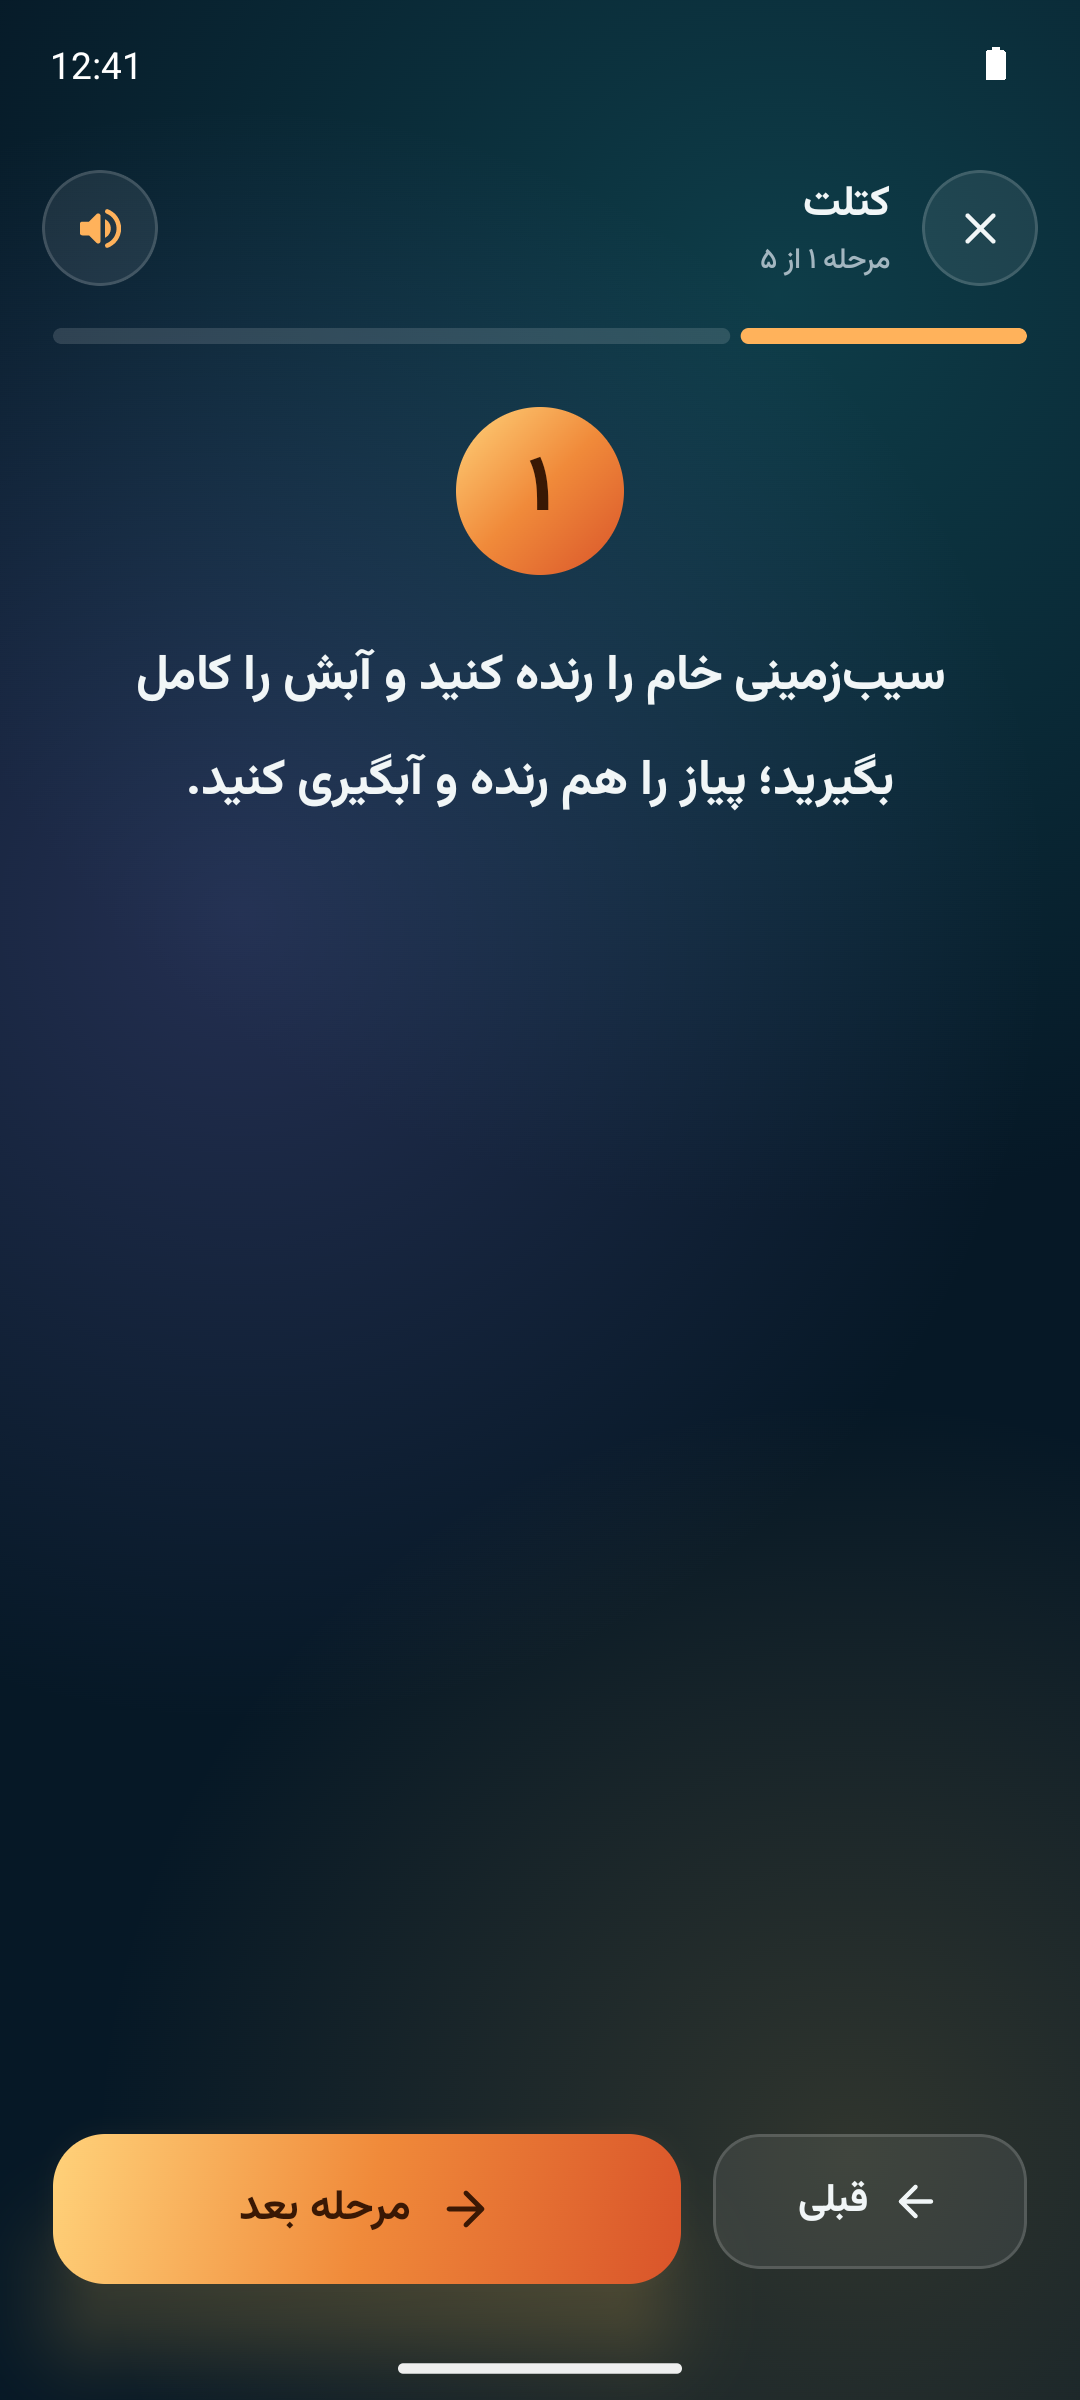 12:41
کتلت
مرحله ۱ از ۵
۱
سیب‌زمینی خام را رنده کنید و آبش را کامل
بگیرید؛ پیاز را هم رنده و آبگیری کنید.
قبلی
مرحله بعد